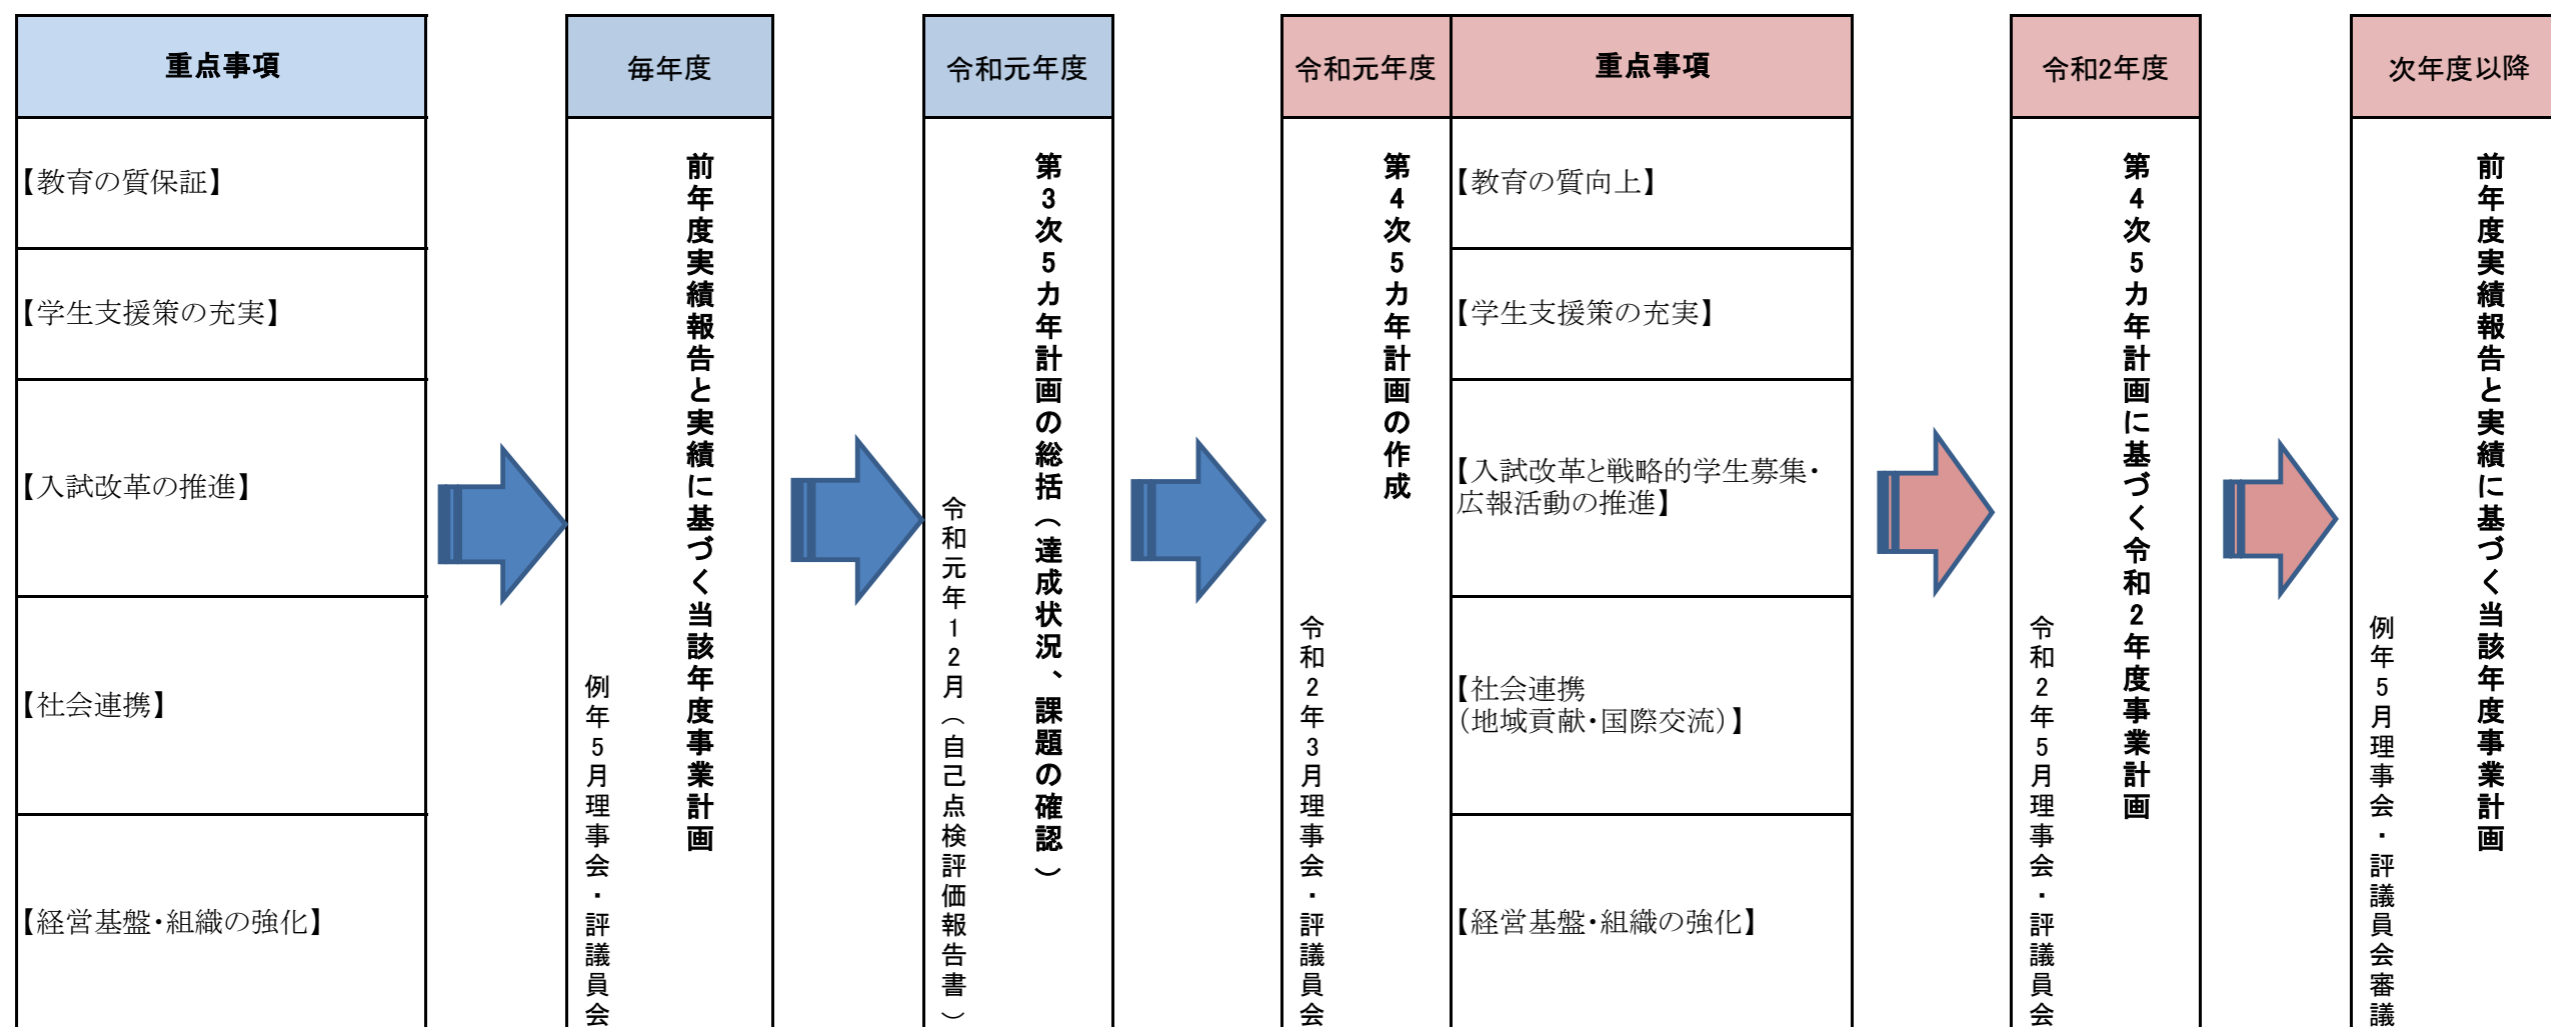 重点事項
【教育の質保証】
【学生支援策の充実】
【入試改革の推進】
【社会連携】
【経営基盤・組織の強化】
毎年度
前年度実績報告と実績に基づく当該年度事業計画
例年5月理事会・評議員会
令和元年度
第3次5カ年計画の総括（達成状況、課題の確認）
令和元年12月（自己点検評価報告書）
令和元年度
第4次5カ年計画の作成
令和2年3月理事会・評議員会
重点事項
【教育の質向上】
【学生支援策の充実】
【入試改革と戦略的学生募集・
広報活動の推進】
【社会連携
（地域貢献・国際交流）】
【経営基盤・組織の強化】
令和2年度
第4次5カ年計画に基づく令和2年度事業計画
令和2年5月理事会・評議員会
次年度以降
前年度実績報告と実績に基づく当該年度事業計画
例年5月理事会・評議員会審議